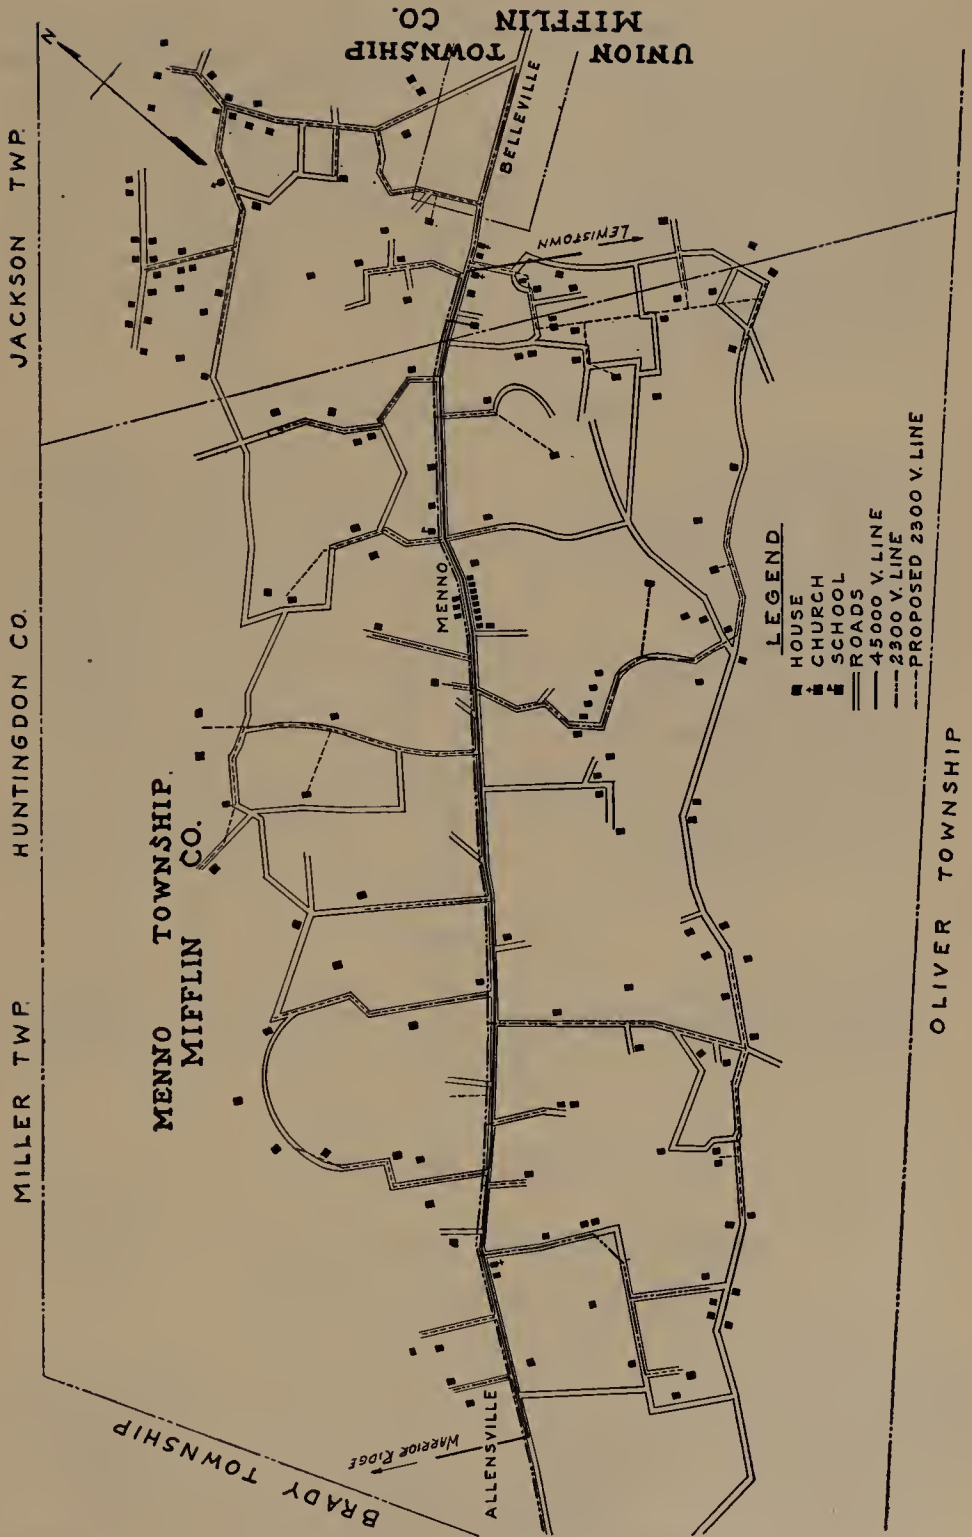 MILLER TWP.
HUNTINGDON CO.
JACKSON TWP.
N
UNION
TOWNSHIP
MIFFLIN CO.
BELLEVILLE
LEWISTOWN
MENNO TOWNSHIP.
MIFFLIN CO.
MENNO
ALLENSVILLE
WARRIOR RIDGE
BRADY TOWNSHIP
LEGEND
HOUSE
CHURCH
SCHOOL
ROADS
45000 V. LINE
2300 V. LINE
PROPOSED 2300 V. LINE
OLIVER TOWNSHIP